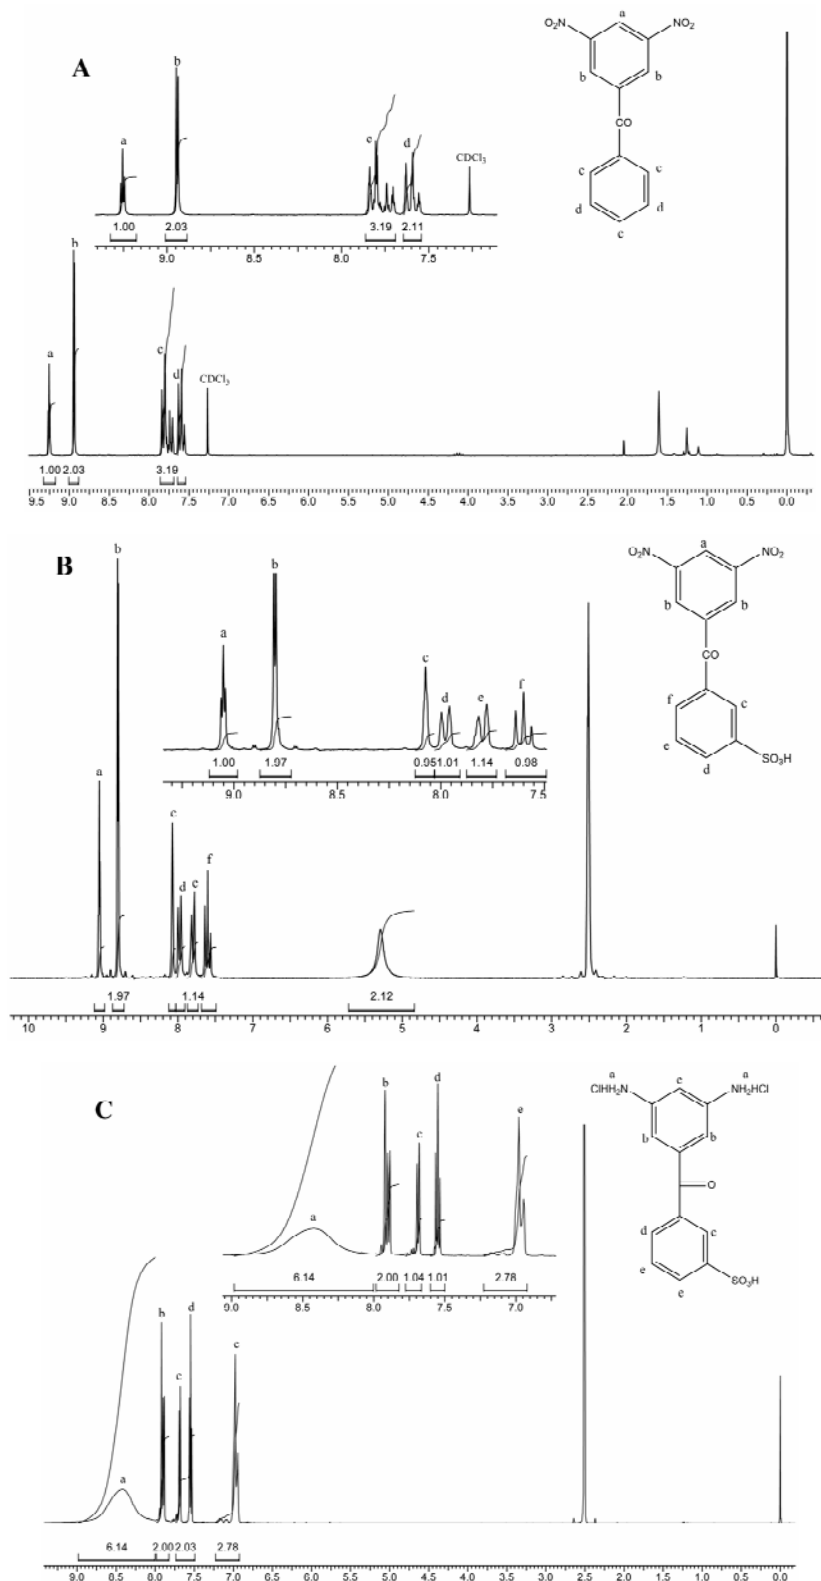 A
O₂N
a
NO₂
b
b
CO
c
c
d
d
c
a
b
c
d
CDCl₃
1.00
2.03
3.19
2.11
9.0
8.5
8.0
7.5
a
b
c
d
CDCl₃
1.00
2.03
3.19
9.5
9.0
8.5
8.0
7.5
7.0
6.5
6.0
5.5
5.0
4.5
4.0
3.5
3.0
2.5
2.0
1.5
1.0
0.5
0.0
B
O₂N
a
NO₂
b
b
CO
f
c
e
d
SO₃H
a
b
c
d
e
f
1.00
1.97
0.95
1.01
1.14
0.98
9.0
8.5
8.0
7.5
a
b
c
d
e
f
1.97
1.14
2.12
10
9
8
7
6
5
4
3
2
1
0
C
a
ClHH₂N
c
a
NH₂HCl
b
b
O
d
c
e
e
SO₃H
a
b
c
d
e
6.14
2.00
1.04
1.01
2.78
9.0
8.5
8.0
7.5
7.0
a
b
c
d
e
6.14
2.00
2.03
2.78
9.0
8.5
8.0
7.5
7.0
6.5
6.0
5.5
5.0
4.5
4.0
3.5
3.0
2.5
2.0
1.5
1.0
0.5
0.0